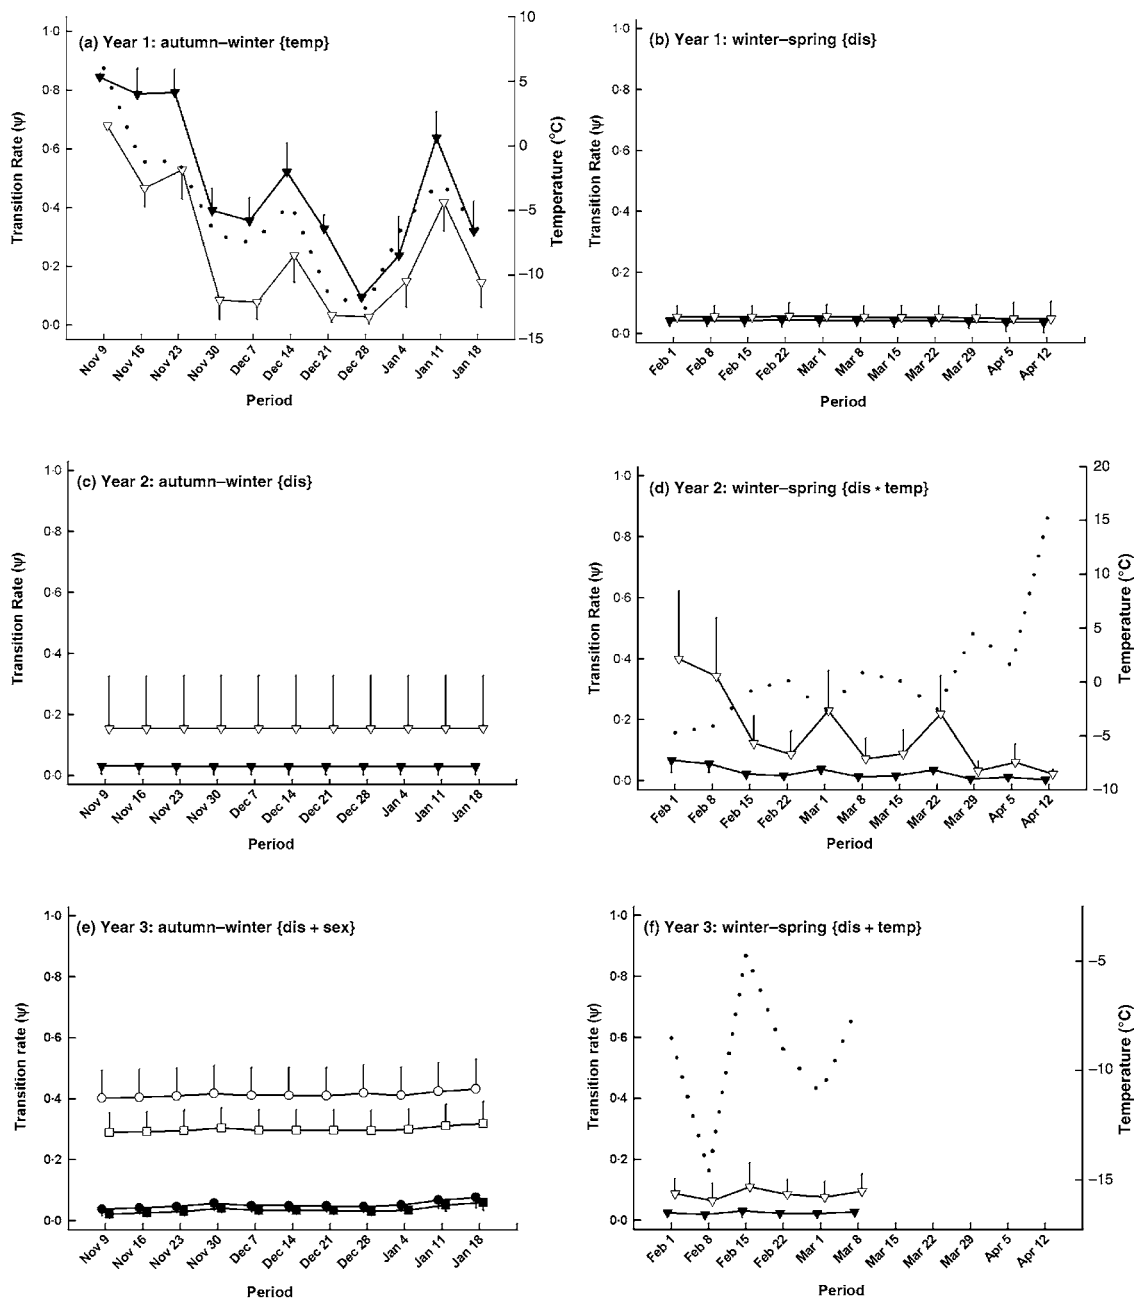 (a) Year 1: autumn–winter {temp}
1·0
0·8
0·6
0·4
0·2
0·0
Transition Rate (ψ)
10
5
0
–5
–10
–15
Temperature (°C)
Nov 9
Nov 16
Nov 23
Nov 30
Dec 7
Dec 14
Dec 21
Dec 28
Jan 4
Jan 11
Jan 18
Period
(b) Year 1: winter–spring {dis}
1·0
0·8
0·6
0·4
0·2
0·0
Transition Rate (ψ)
Feb 1
Feb 8
Feb 15
Feb 22
Mar 1
Mar 8
Mar 15
Mar 22
Mar 29
Apr 5
Apr 12
Period
(c) Year 2: autumn–winter {dis}
1·0
0·8
0·6
0·4
0·2
0·0
Transition Rate (ψ)
Nov 9
Nov 16
Nov 23
Nov 30
Dec 7
Dec 14
Dec 21
Dec 28
Jan 4
Jan 11
Jan 18
Period
(d) Year 2: winter–spring {dis * temp}
1·0
0·8
0·6
0·4
0·2
0·0
Transition Rate (ψ)
20
15
10
5
0
–5
–10
Temperature (°C)
Feb 1
Feb 8
Feb 15
Feb 22
Mar 1
Mar 8
Mar 15
Mar 22
Mar 29
Apr 5
Apr 12
Period
(e) Year 3: autumn–winter {dis + sex}
1·0
0·8
0·6
0·4
0·2
0·0
Transition rate (ψ)
Nov 9
Nov 16
Nov 23
Nov 30
Dec 7
Dec 14
Dec 21
Dec 28
Jan 4
Jan 11
Jan 18
Period
(f) Year 3: winter–spring {dis + temp}
1·0
0·8
0·6
0·4
0·2
0·0
Transition rate (ψ)
–5
–10
–15
Temperature (°C)
Feb 1
Feb 8
Feb 15
Feb 22
Mar 1
Mar 8
Mar 15
Mar 22
Mar 29
Apr 5
Apr 12
Period